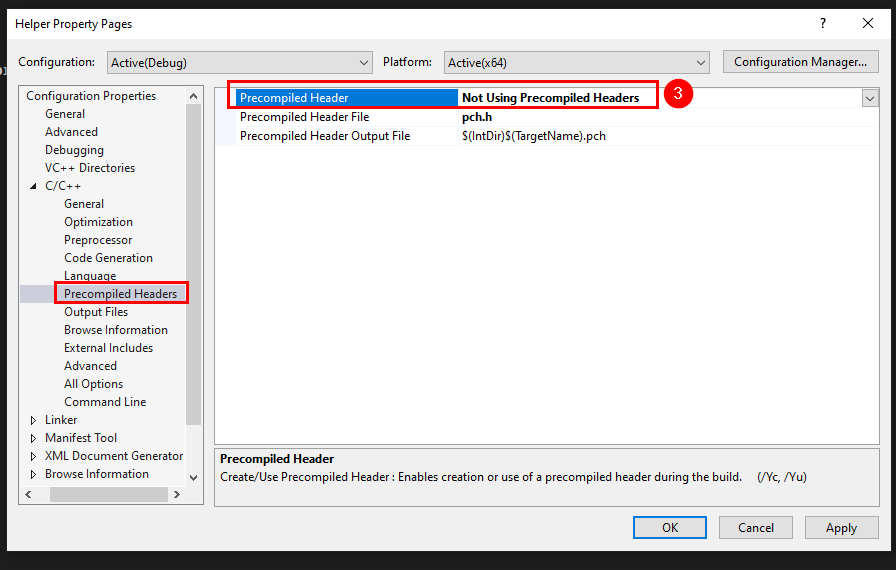 Helper Property Pages
?
Configuration: Active(Debug) Platform: Active(x64) Configuration Manager...
Configuration Properties
General
Advanced
Debugging
VC++ Directories
C/C++
General
Optimization
Preprocessor
Code Generation
Language
Precompiled Headers
Output Files
Browse Information
External Includes
Advanced
All Options
Command Line
Linker
Manifest Tool
XML Document Generator
Browse Information
Precompiled Header Not Using Precompiled Headers
3
Precompiled Header File pch.h
Precompiled Header Output File $(IntDir)$(TargetName).pch
Precompiled Header
Create/Use Precompiled Header : Enables creation or use of a precompiled header during the build. (/Yc, /Yu)
OK Cancel Apply